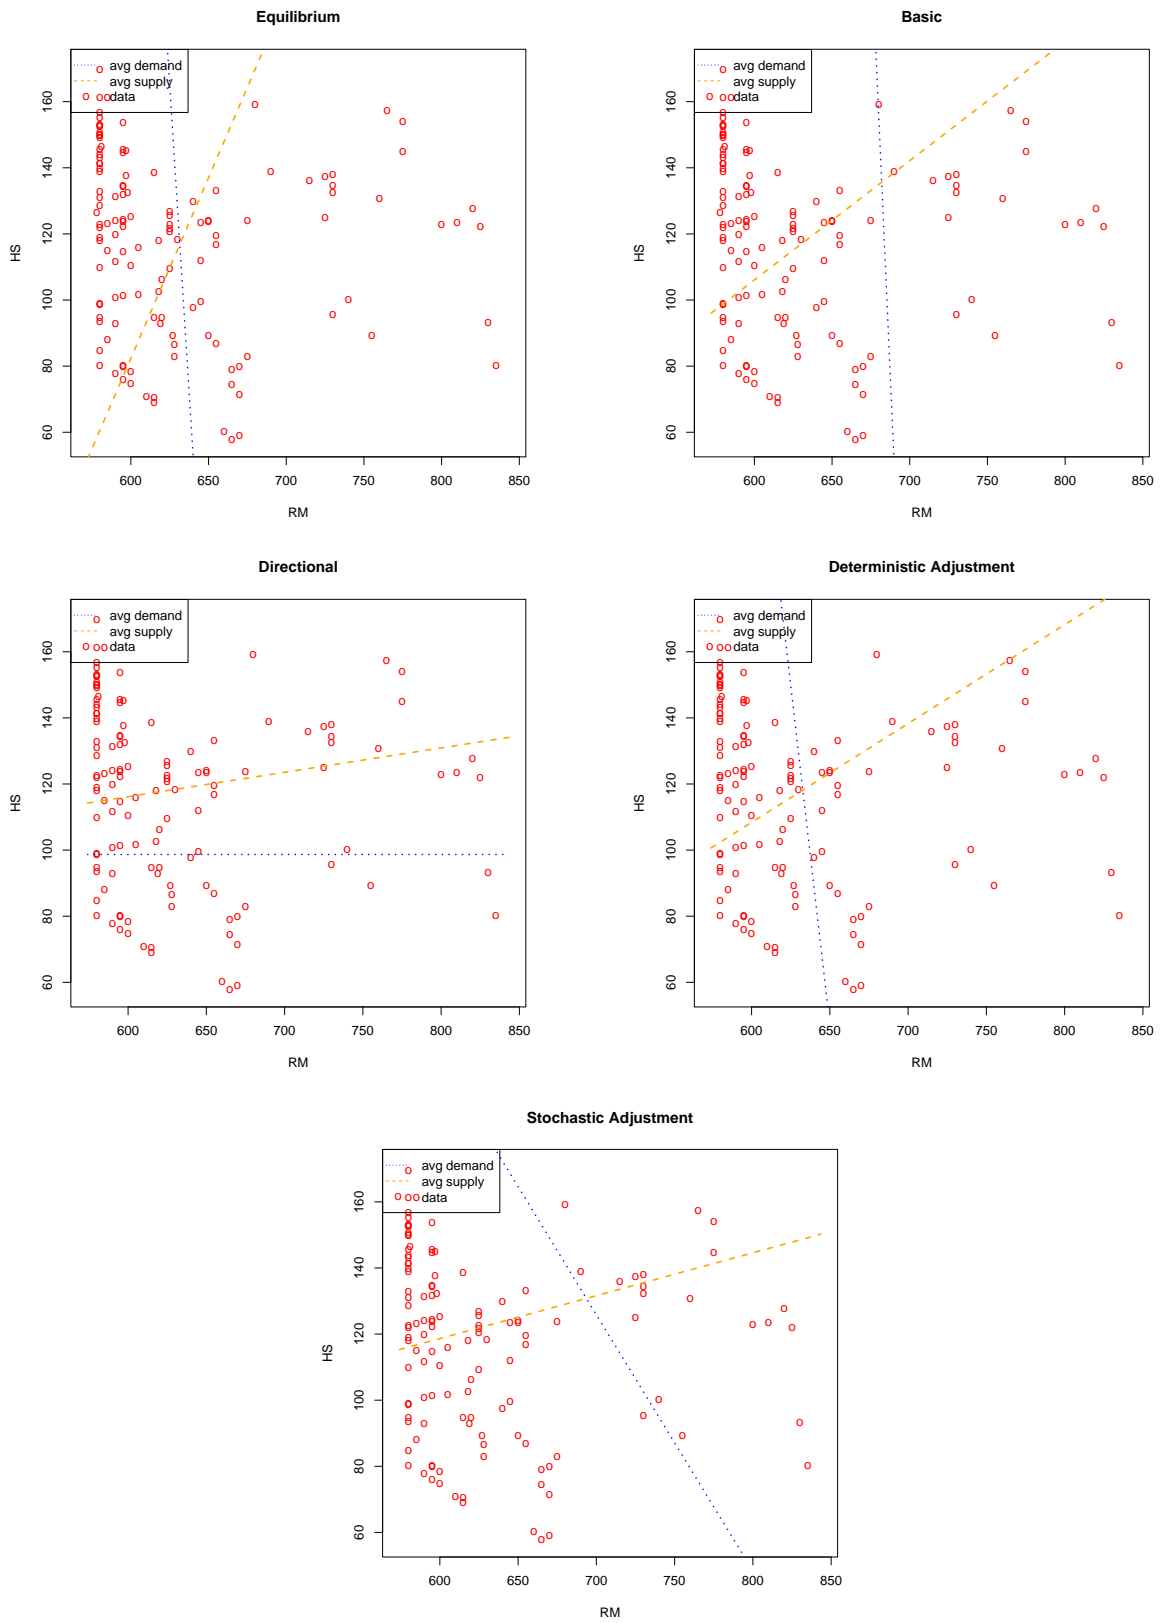 Equilibrium
avg demand
avg supply
data
HS
160
140
120
100
80
60
600 650 700 750 800 850
RM
Basic
avg demand
avg supply
data
HS
160
140
120
100
80
60
600 650 700 750 800 850
RM
Directional
avg demand
avg supply
data
HS
160
140
120
100
80
60
600 650 700 750 800 850
RM
Deterministic Adjustment
avg demand
avg supply
data
HS
160
140
120
100
80
60
600 650 700 750 800 850
RM
Stochastic Adjustment
avg demand
avg supply
data
HS
160
140
120
100
80
60
600 650 700 750 800 850
RM